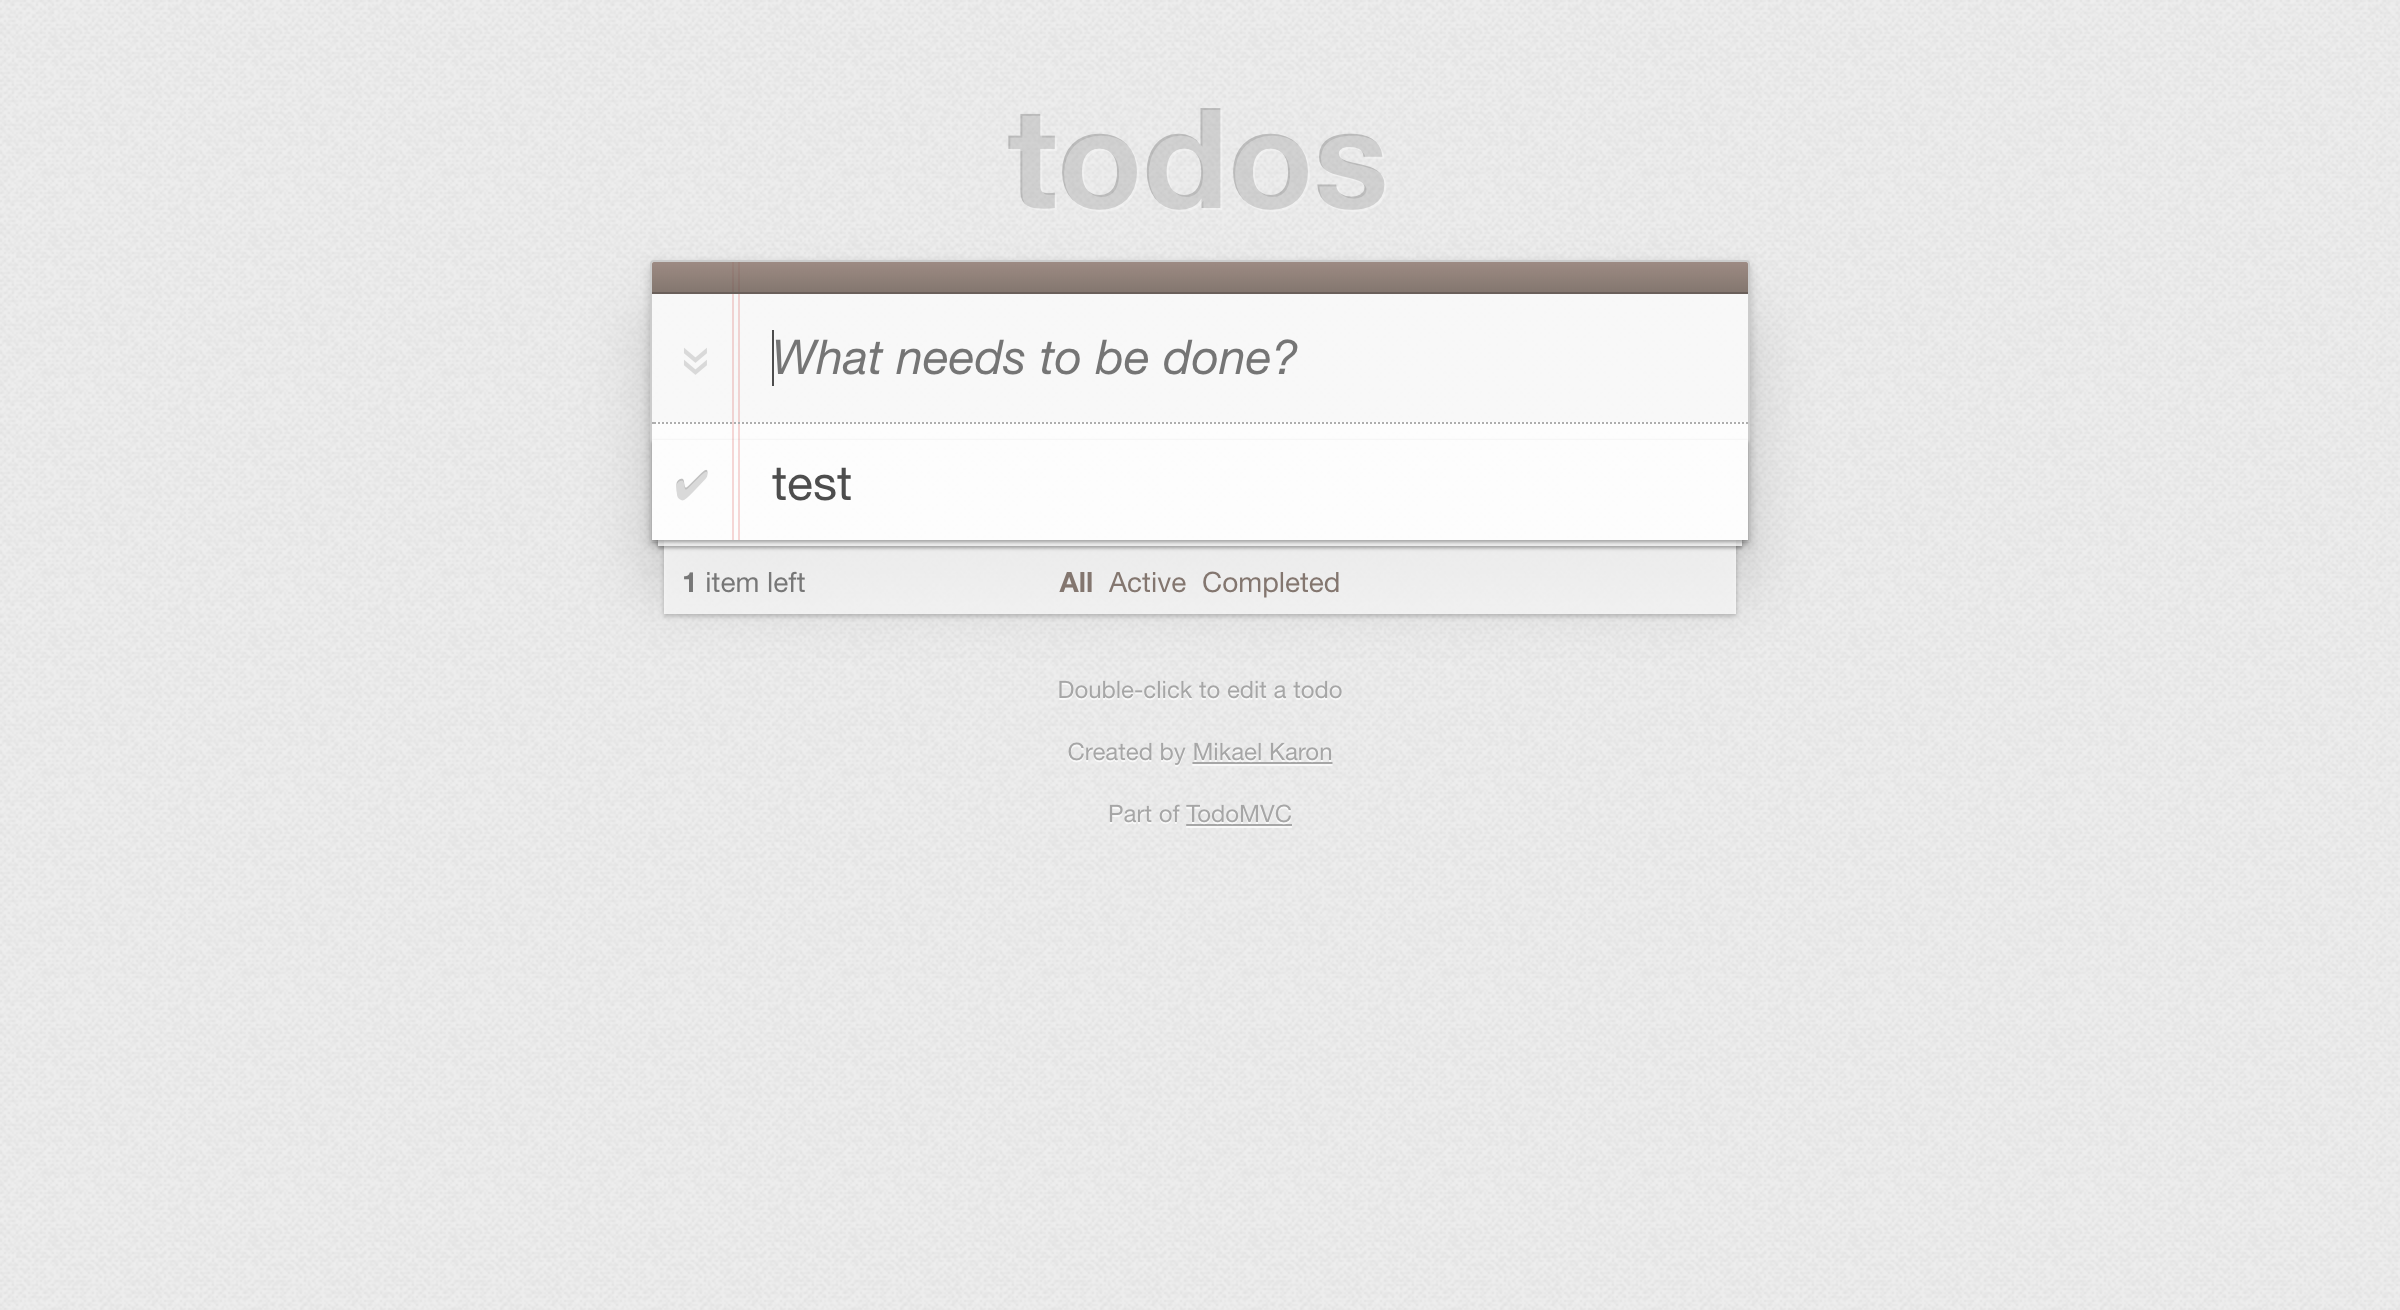 todos
What needs to be done?
✔ test
1 item left All Active Completed
Double-click to edit a todo
Created by Mikael Karon
Part of TodoMVC